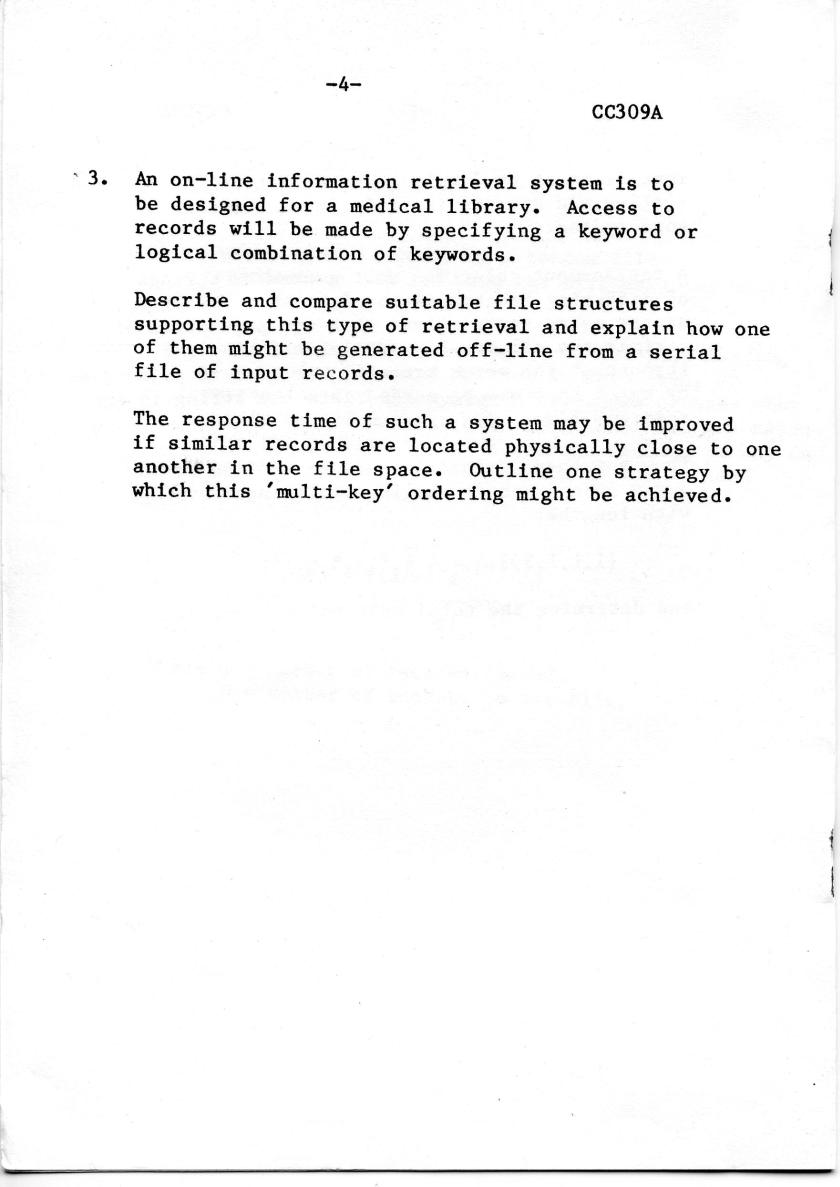 -4-
CC309A
3. An on-line information retrieval system is to
be designed for a medical library. Access to
records will be made by specifying a keyword or
logical combination of keywords.
Describe and compare suitable file structures
supporting this type of retrieval and explain how one
of them might be generated off-line from a serial
file of input records.
The response time of such a system may be improved
if similar records are located physically close to one
another in the file space. Outline one strategy by
which this 'multi-key' ordering might be achieved.